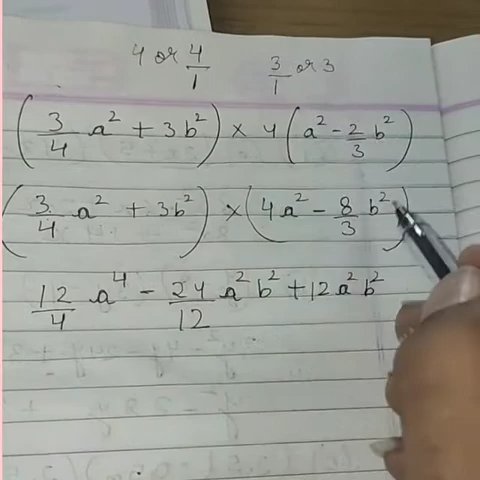 4 or 4/1 3/1 or 3
(3/4 a² + 3b²) × 4(a² - 2/3 b²)
(3/4 a² + 3b²) × (4a² - 8/3 b²)
12/4 a⁴ - 24/12 a²b² + 12a²b²